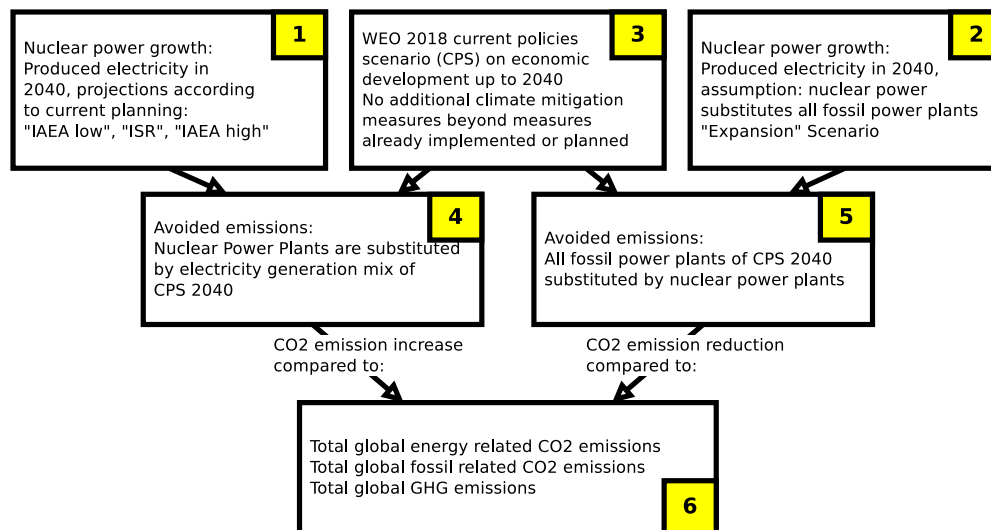 1
Nuclear power growth:
Produced electricity in
2040, projections according
to current planning:
"IAEA low", "ISR", "IAEA high"
3
WEO 2018 current policies
scenario (CPS) on economic
development up to 2040
No additional climate mitigation
measures beyond measures
already implemented or planned
2
Nuclear power growth:
Produced electricity in 2040,
assumption: nuclear power
substitutes all fossil power plants
"Expansion" Scenario
4
Avoided emissions:
Nuclear Power Plants are substituted
by electricity generation mix of
CPS 2040
5
Avoided emissions:
All fossil power plants of CPS 2040
substituted by nuclear power plants
CO2 emission increase
compared to:
CO2 emission reduction
compared to:
Total global energy related CO2 emissions
Total global fossil related CO2 emissions
Total global GHG emissions
6